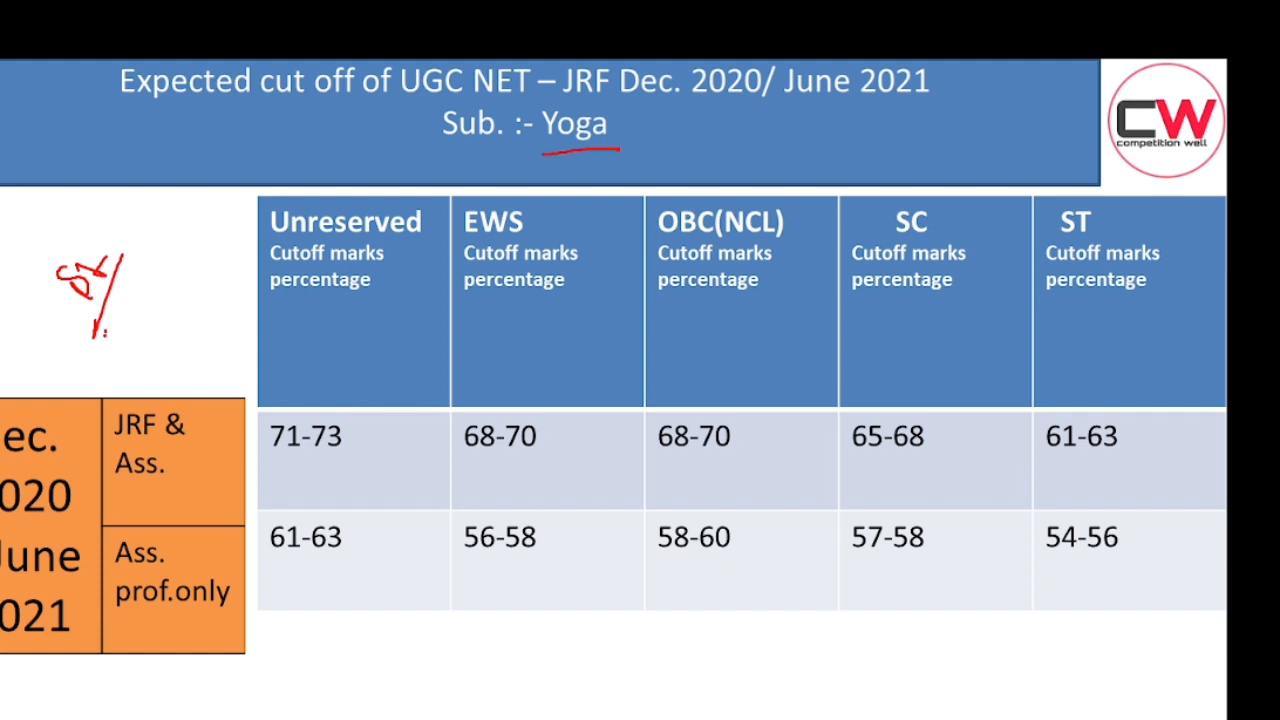 Expected cut off of UGC NET – JRF Dec. 2020/ June 2021
Sub. :- Yoga
CW
competition well
Unreserved EWS OBC(NCL) SC ST
Cutoff marks Cutoff marks Cutoff marks Cutoff marks Cutoff marks
percentage percentage percentage percentage percentage
ec. JRF &
Ass.
71-73 68-70 68-70 65-68 61-63
020
June Ass.
prof.only
61-63 56-58 58-60 57-58 54-56
021